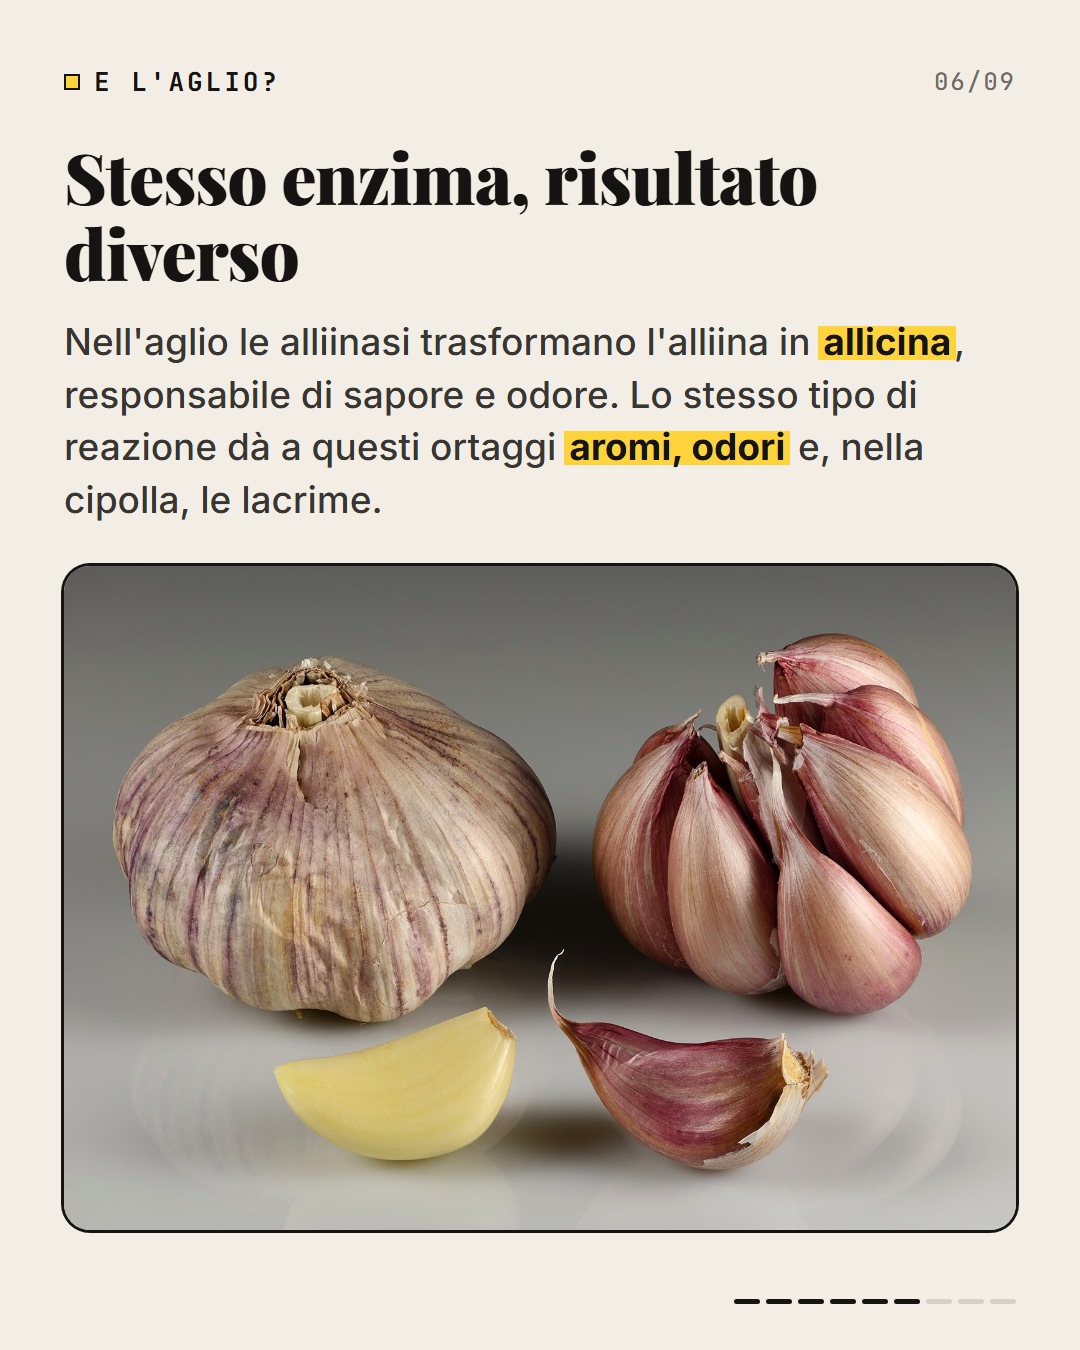 E L'AGLIO?
06/09
Stesso enzima, risultato
diverso
Nell'aglio le alliinasi trasformano l'alliina in allicina,
responsabile di sapore e odore. Lo stesso tipo di
reazione dà a questi ortaggi aromi, odori e, nella
cipolla, le lacrime.